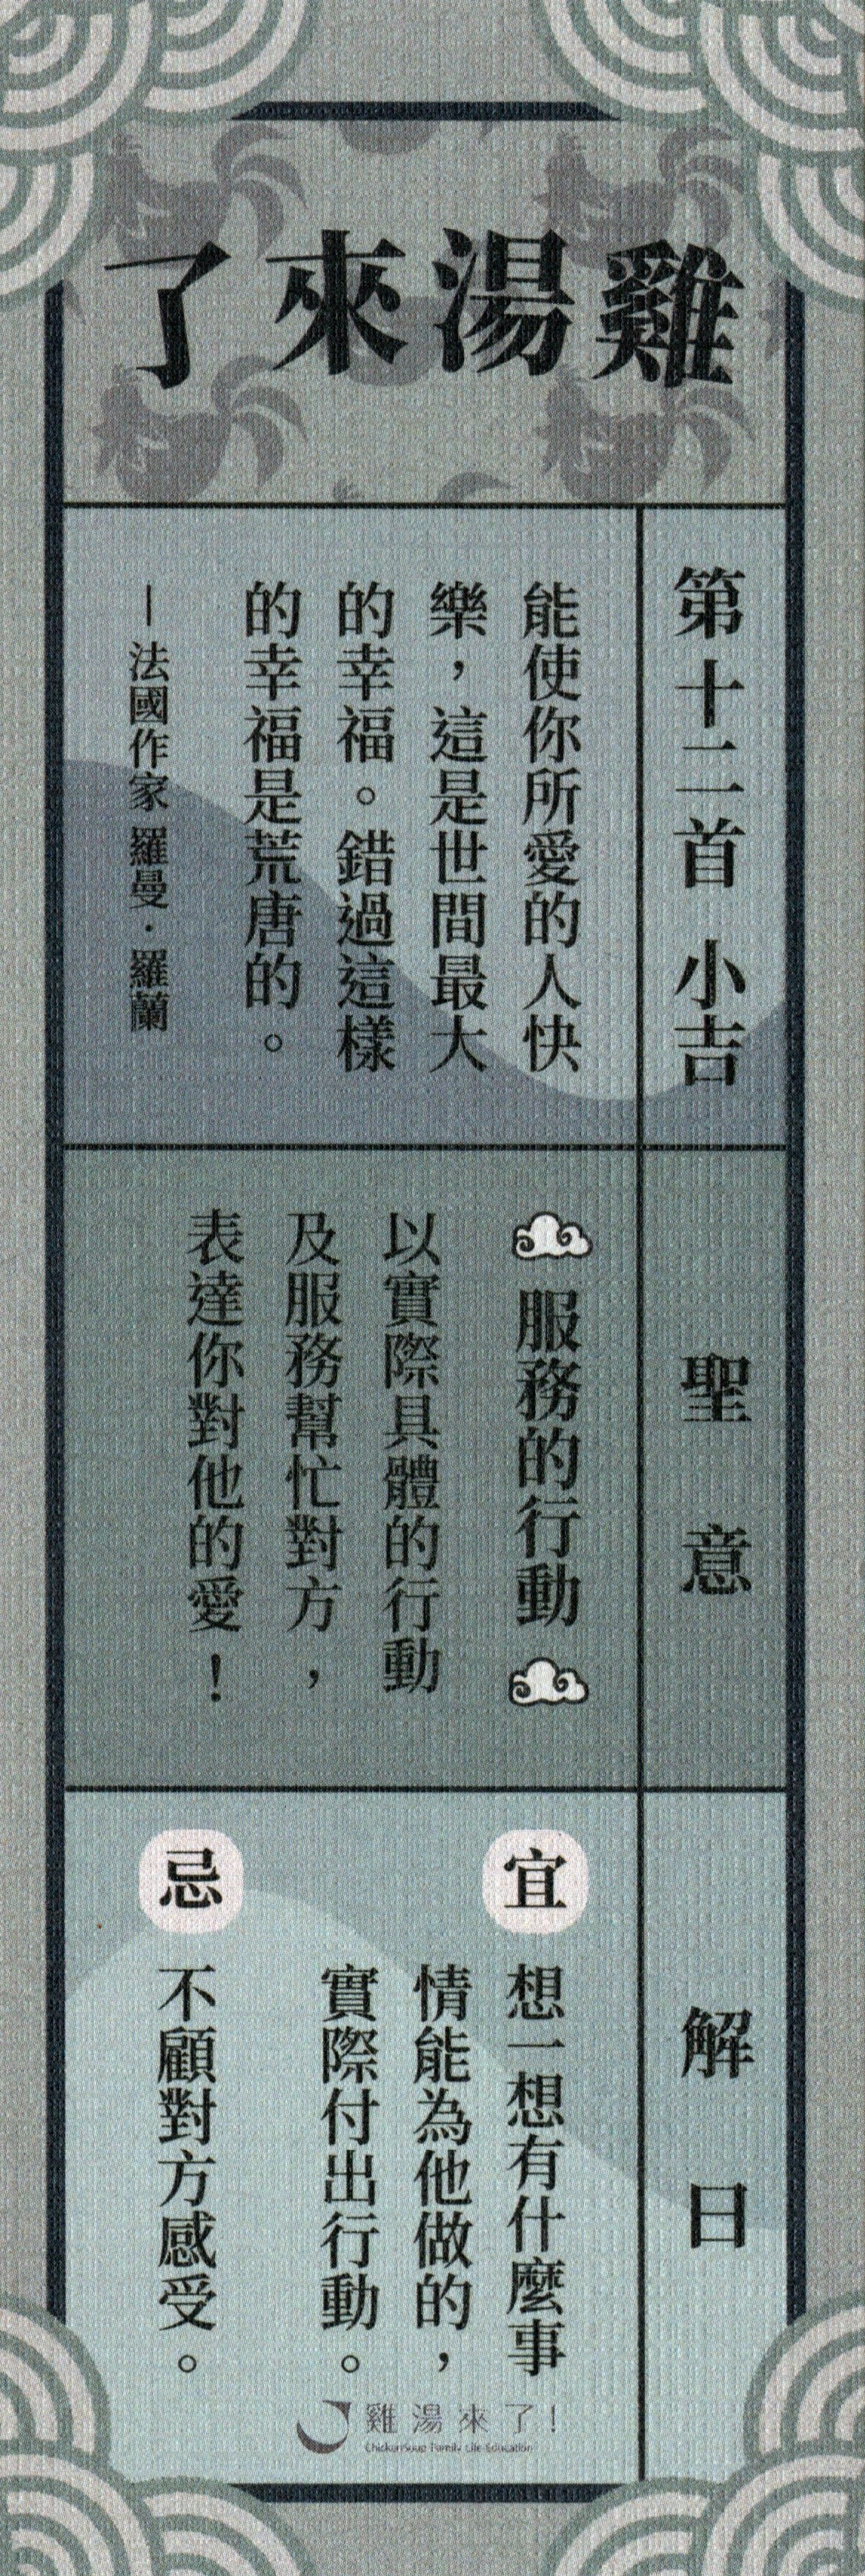 雞湯來了
第十二首 小吉
能使你所愛的人快
樂，這是世間最大
的幸福。錯過這樣
的幸福是荒唐的。
—法國作家 羅曼·羅蘭
聖意
服務的行動
以實際具體的行動
及服務幫忙對方，
表達你對他的愛！
解曰
宜
想一想有什麼事
情能為他做的，
實際付出行動。
忌
不顧對方感受。
雞湯來了！
ChickenSoup Family Life Education